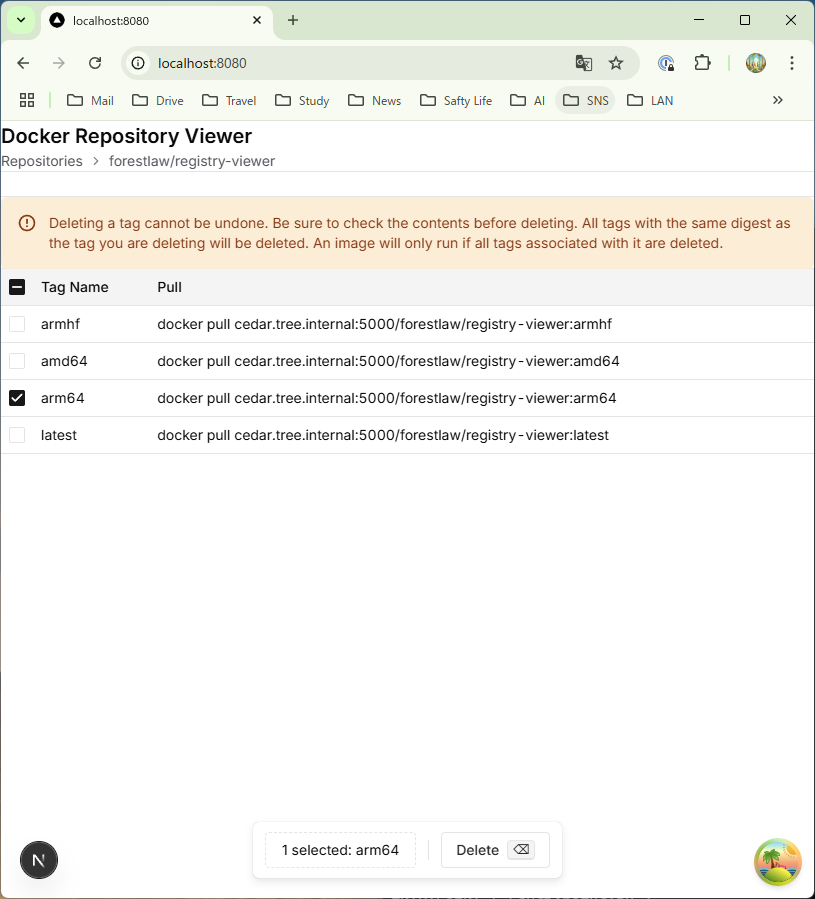 localhost:8080
localhost:8080
Mail Drive Travel Study News Safty Life AI SNS LAN
Docker Repository Viewer
Repositories > forestlaw/registry-viewer
Deleting a tag cannot be undone. Be sure to check the contents before deleting. All tags with the same digest as
the tag you are deleting will be deleted. An image will only run if all tags associated with it are deleted.
Tag Name Pull
armhf docker pull cedar.tree.internal:5000/forestlaw/registry-viewer:armhf
amd64 docker pull cedar.tree.internal:5000/forestlaw/registry-viewer:amd64
arm64 docker pull cedar.tree.internal:5000/forestlaw/registry-viewer:arm64
latest docker pull cedar.tree.internal:5000/forestlaw/registry-viewer:latest
1 selected: arm64 Delete ⌫
N